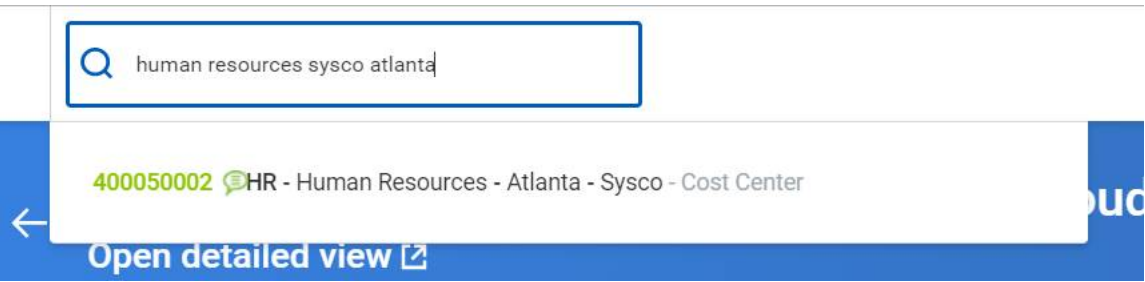 human resources sysco atlanta
400050002 HR - Human Resources - Atlanta - Sysco - Cost Center
Open detailed view